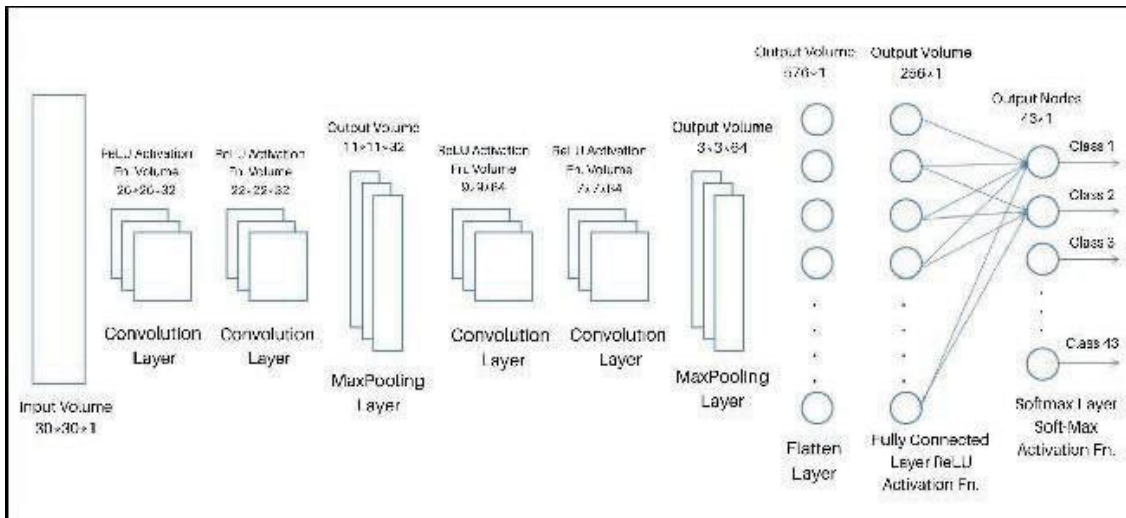 Input Volume
30×30×1
ReLU Activation
Fn. Volume
26×26×32
Convolution
Layer
ReLU Activation
Fn. Volume
22×22×32
Convolution
Layer
Output Volume
11×11×32
MaxPooling
Layer
ReLU Activation
Fn. Volume
9×9×64
Convolution
Layer
ReLU Activation
Fn. Volume
7×7×64
Convolution
Layer
Output Volume
3×3×64
MaxPooling
Layer
Output Volume
576×1
Flatten
Layer
Output Volume
256×1
Fully Connected
Layer ReLU
Activation Fn.
Output Nodes
43×1
Class 1
Class 2
Class 3
Class 43
Softmax Layer
Soft-Max
Activation Fn.